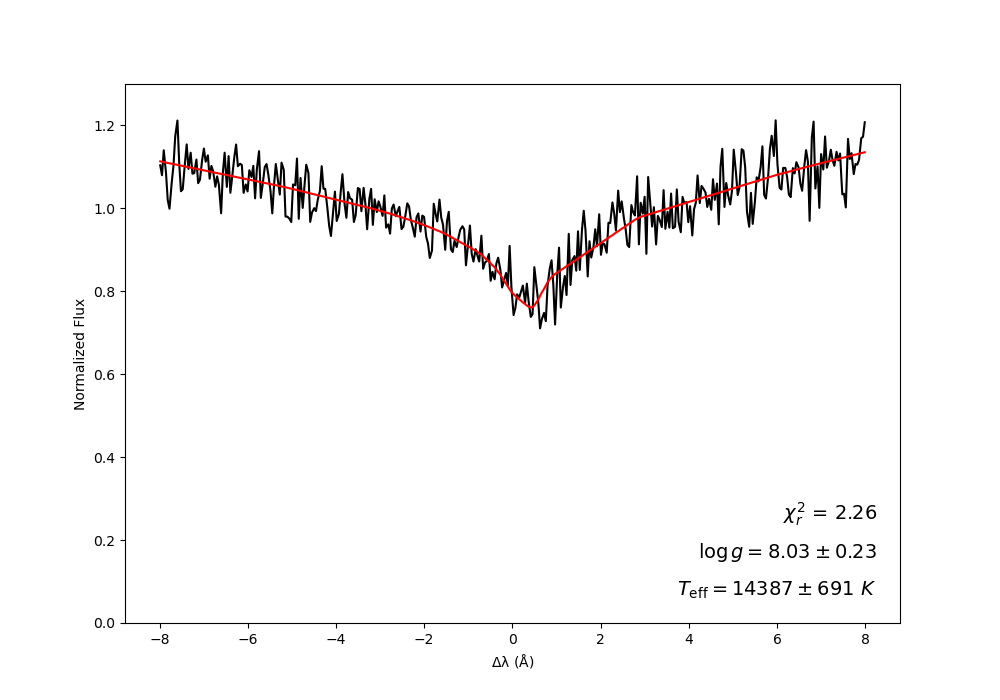 Normalized Flux
1.2
1.0
0.8
0.6
0.4
0.2
0.0
χ_r^2 = 2.26
log g = 8.03 ± 0.23
T_eff = 14387 ± 691 K
−8 −6 −4 −2 0 2 4 6 8
Δλ (Å)